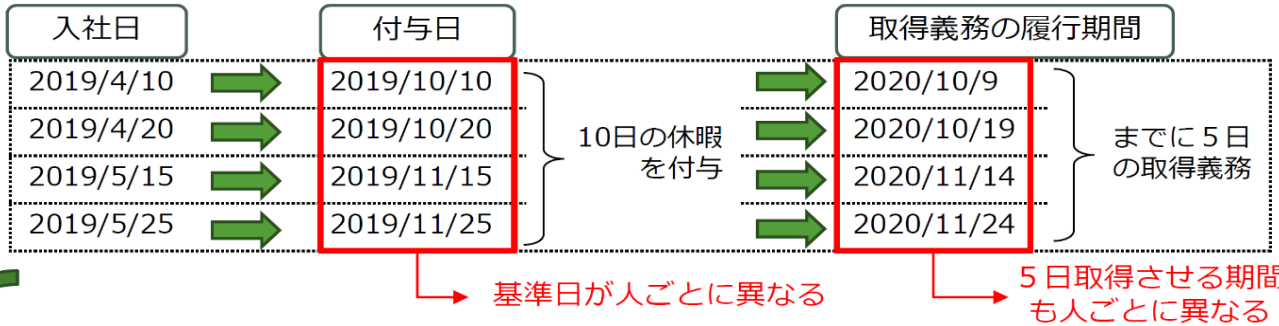 入社日 付与日 取得義務の履行期間
2019/4/10 2019/10/10 2020/10/9
2019/4/20 2019/10/20 2020/10/19
2019/5/15 2019/11/15 2020/11/14
2019/5/25 2019/11/25 2020/11/24
10日の休暇
を付与
までに５日
の取得義務
基準日が人ごとに異なる
５日取得させる期間
も人ごとに異なる